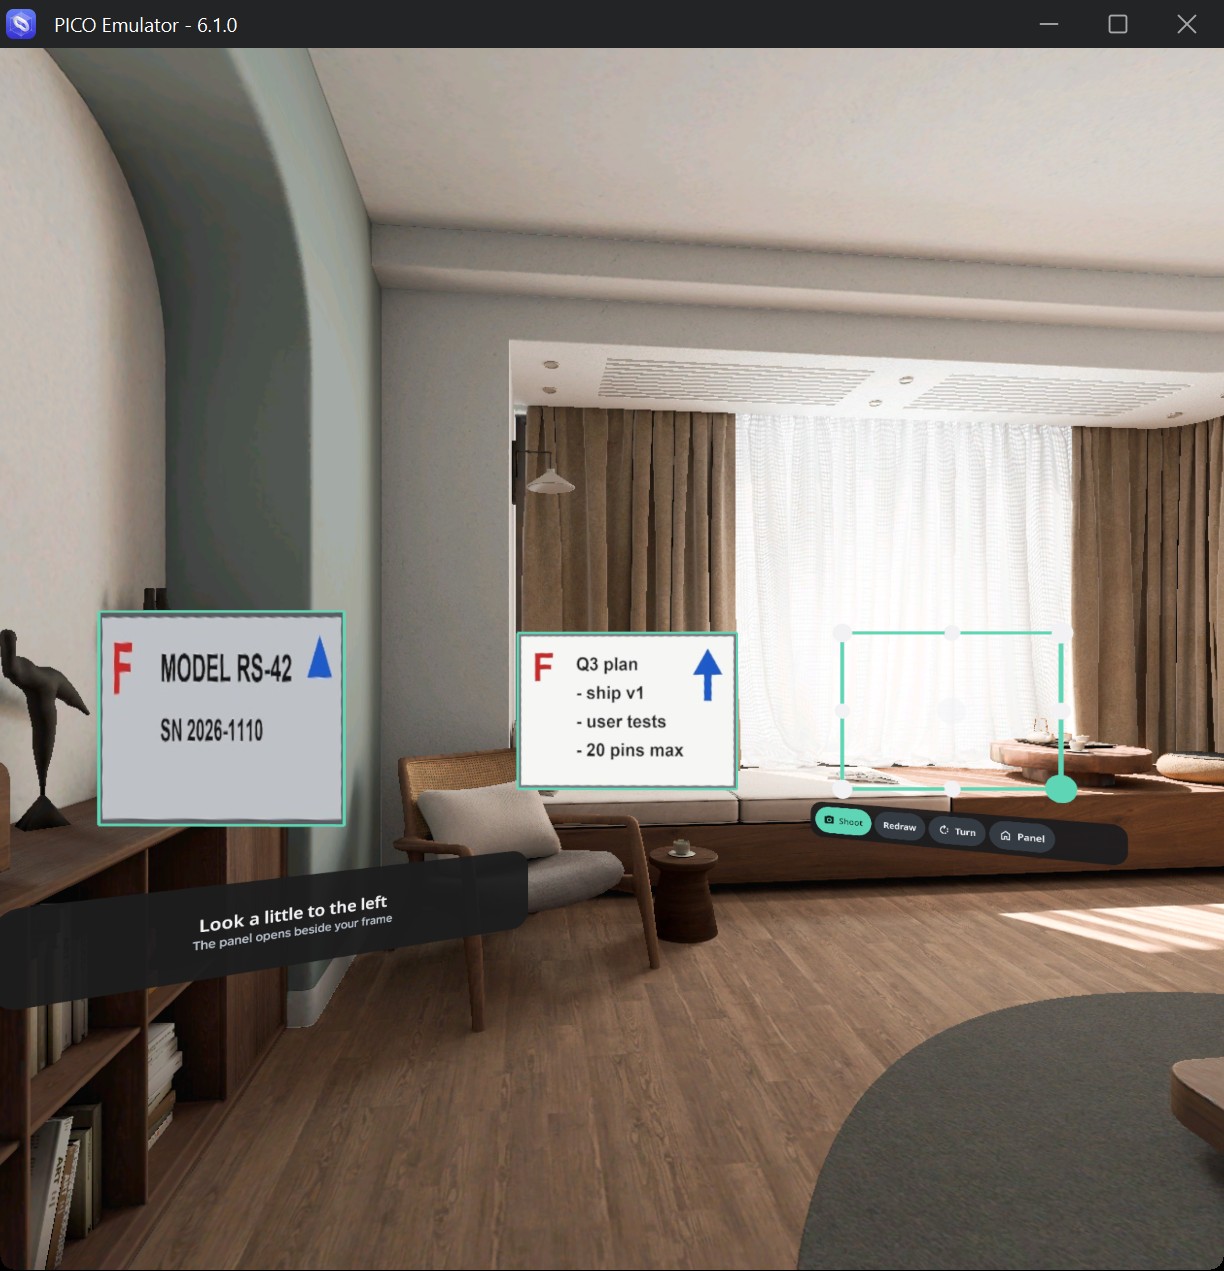 PICO Emulator - 6.1.0
F
MODEL RS-42
SN 2026-1110
F
Q3 plan
- ship v1
- user tests
- 20 pins max
Shoot
Redraw
Turn
Panel
Look a little to the left
The panel opens beside your frame